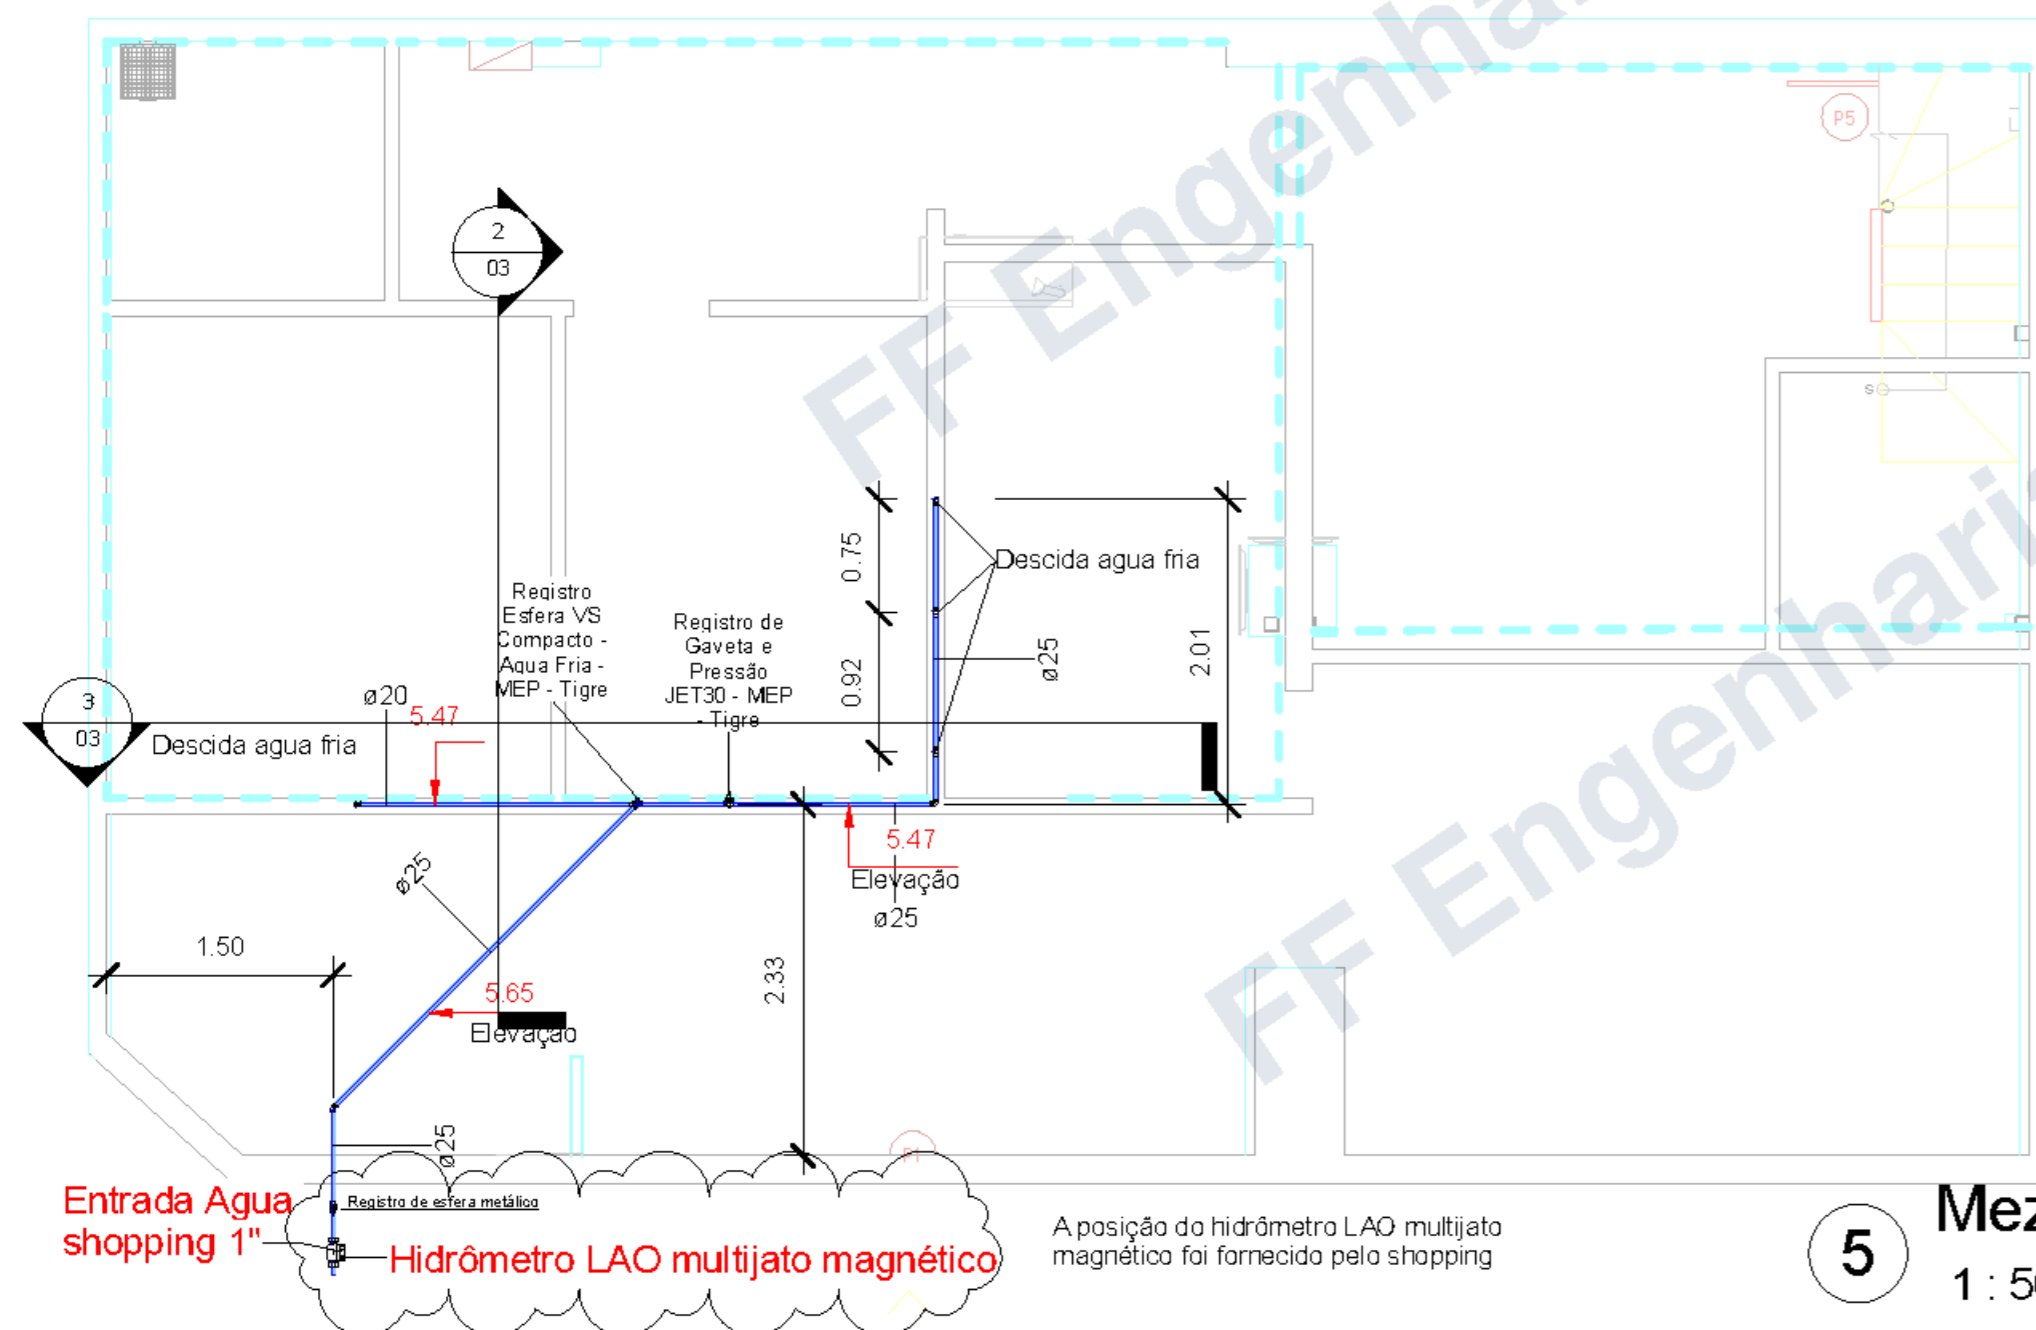 FF Engenharia
P5
2
03
Descida agua fria
0.75
0.92
ø25
2.01
Registro
Esfera VS
Compacto -
Agua Fria -
MEP - Tigre
Registro de
Gaveta e
Pressão
JET30 - MEP
- Tigre
3
03
ø20
5.47
Descida agua fria
5.47
Elevação
ø25
ø25
1.50
2.33
5.65
Elevação
FF Engenharia
ø25
P1
Entrada Agua
shopping 1"
Registro de esfera metálico
Hidrômetro LAO multijato magnético
A posição do hidrômetro LAO multijato
magnético foi fornecido pelo shopping
5
Mez
1 : 5
s